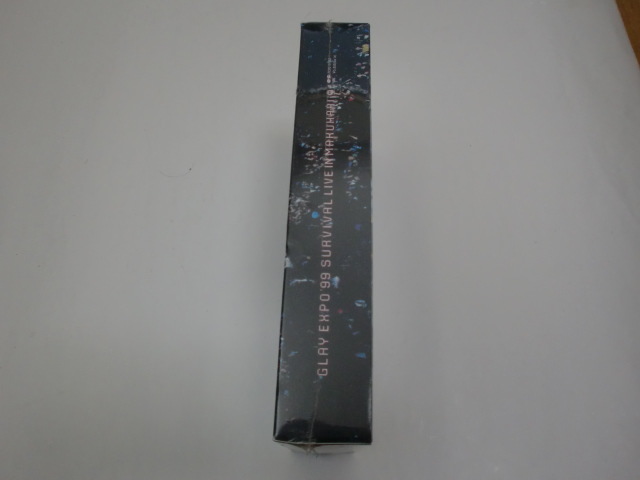 GLAY EXPO '99 SURVIVAL LIVE IN MAKUHARI